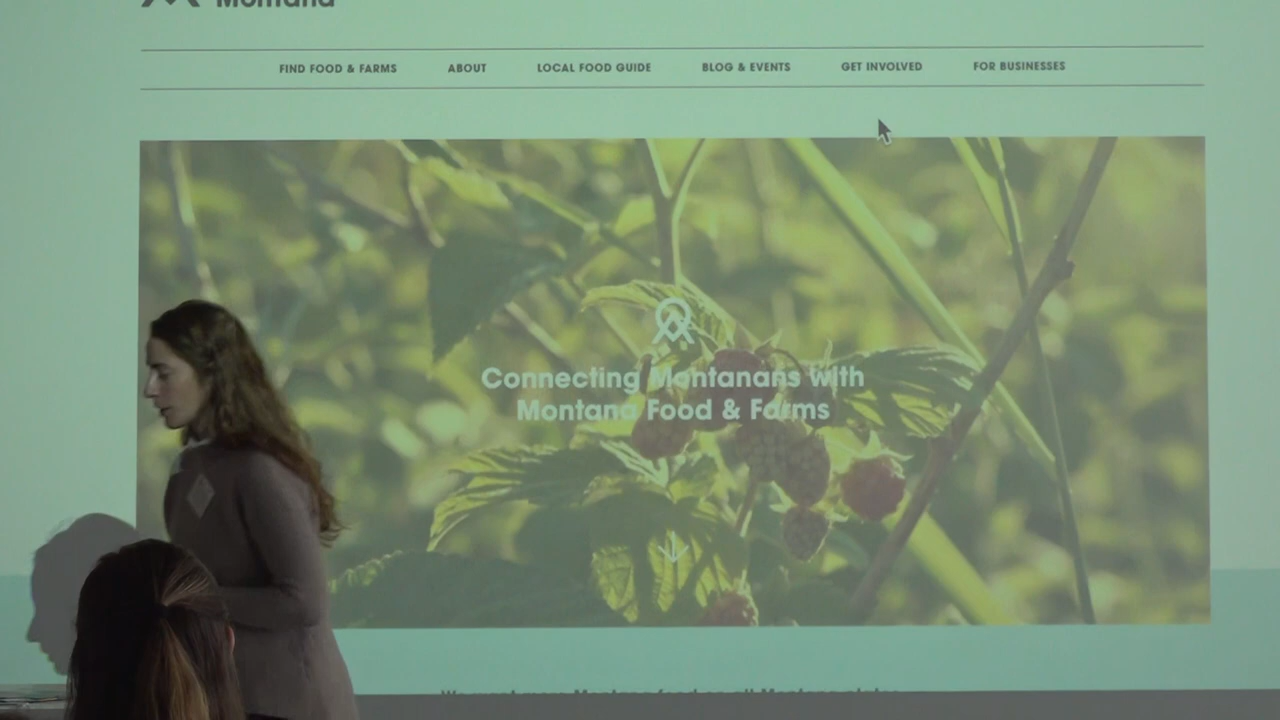 Montana
FIND FOOD & FARMS ABOUT LOCAL FOOD GUIDE BLOG & EVENTS GET INVOLVED FOR BUSINESSES
Connecting Montanans with
Montana Food & Farms